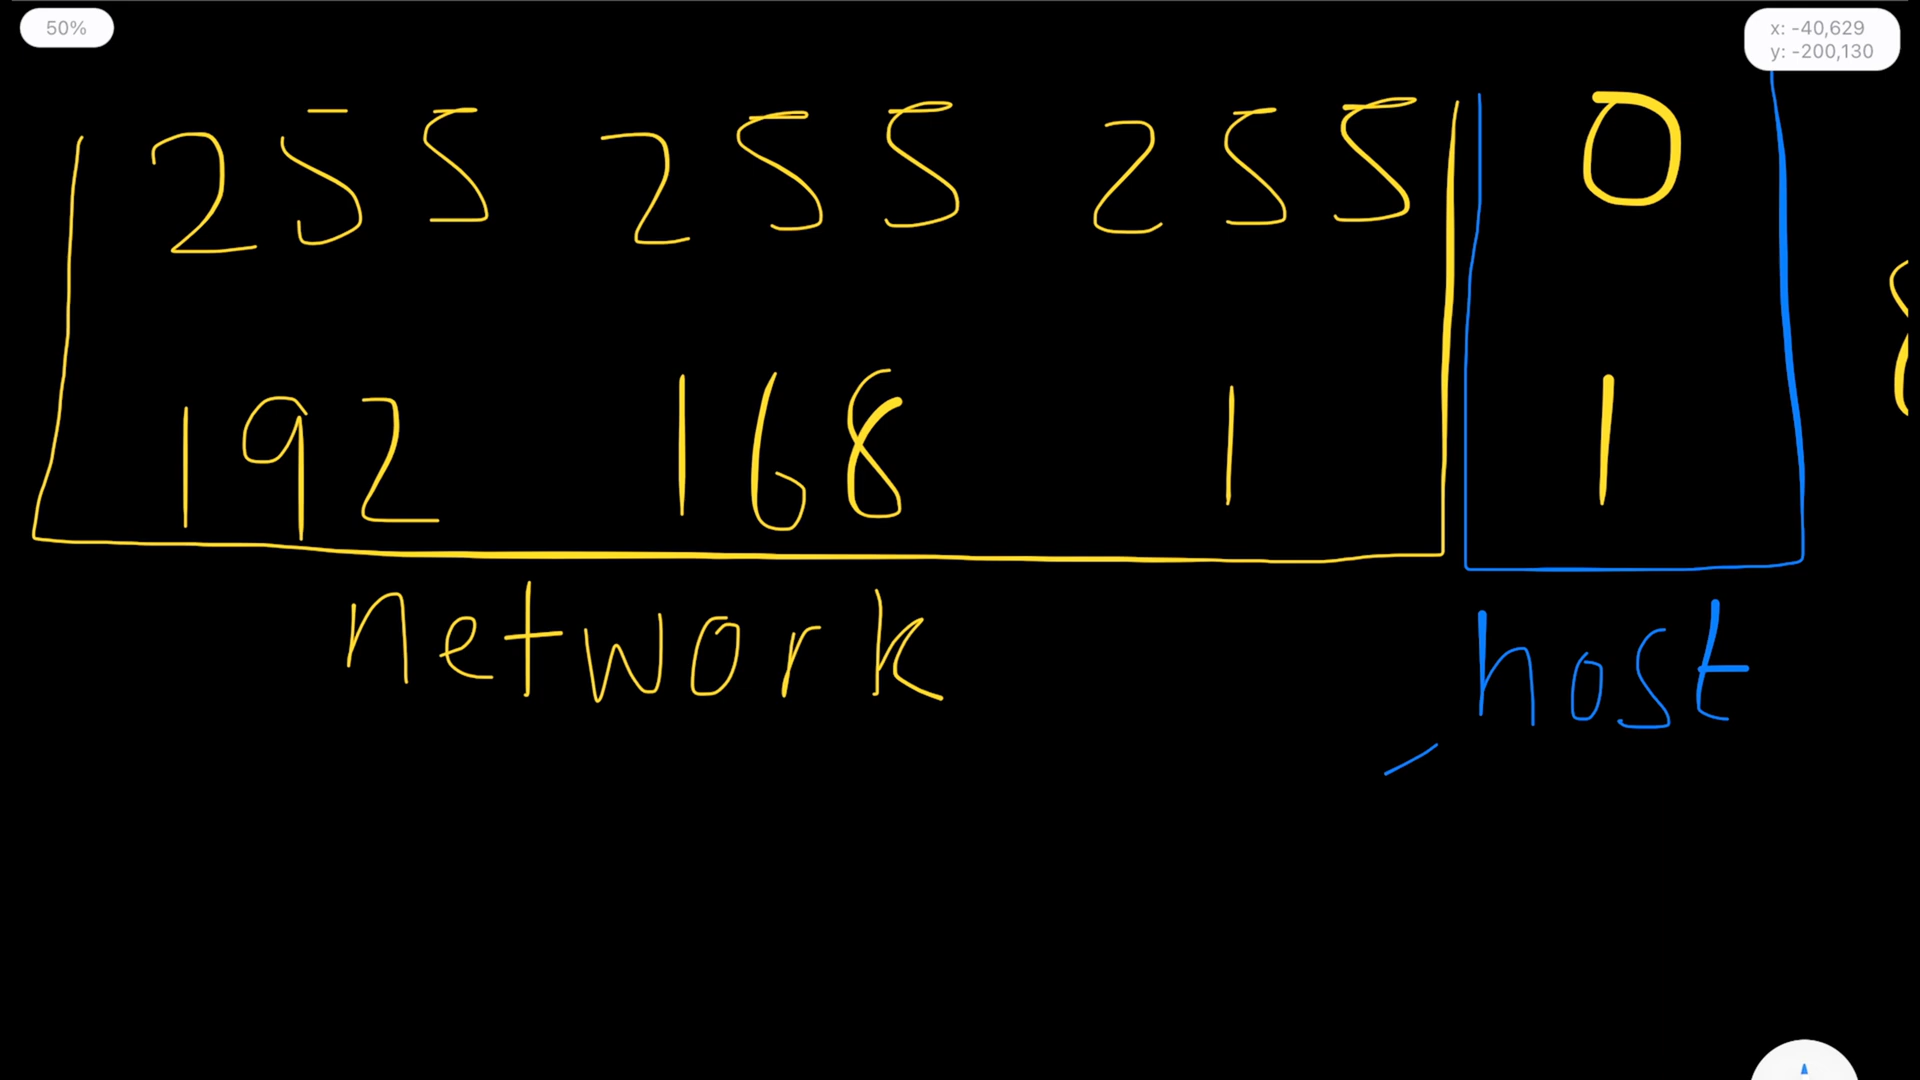 50%
x: -40,629
y: -200,130
255 255 255 0
192 168 1 1
network host